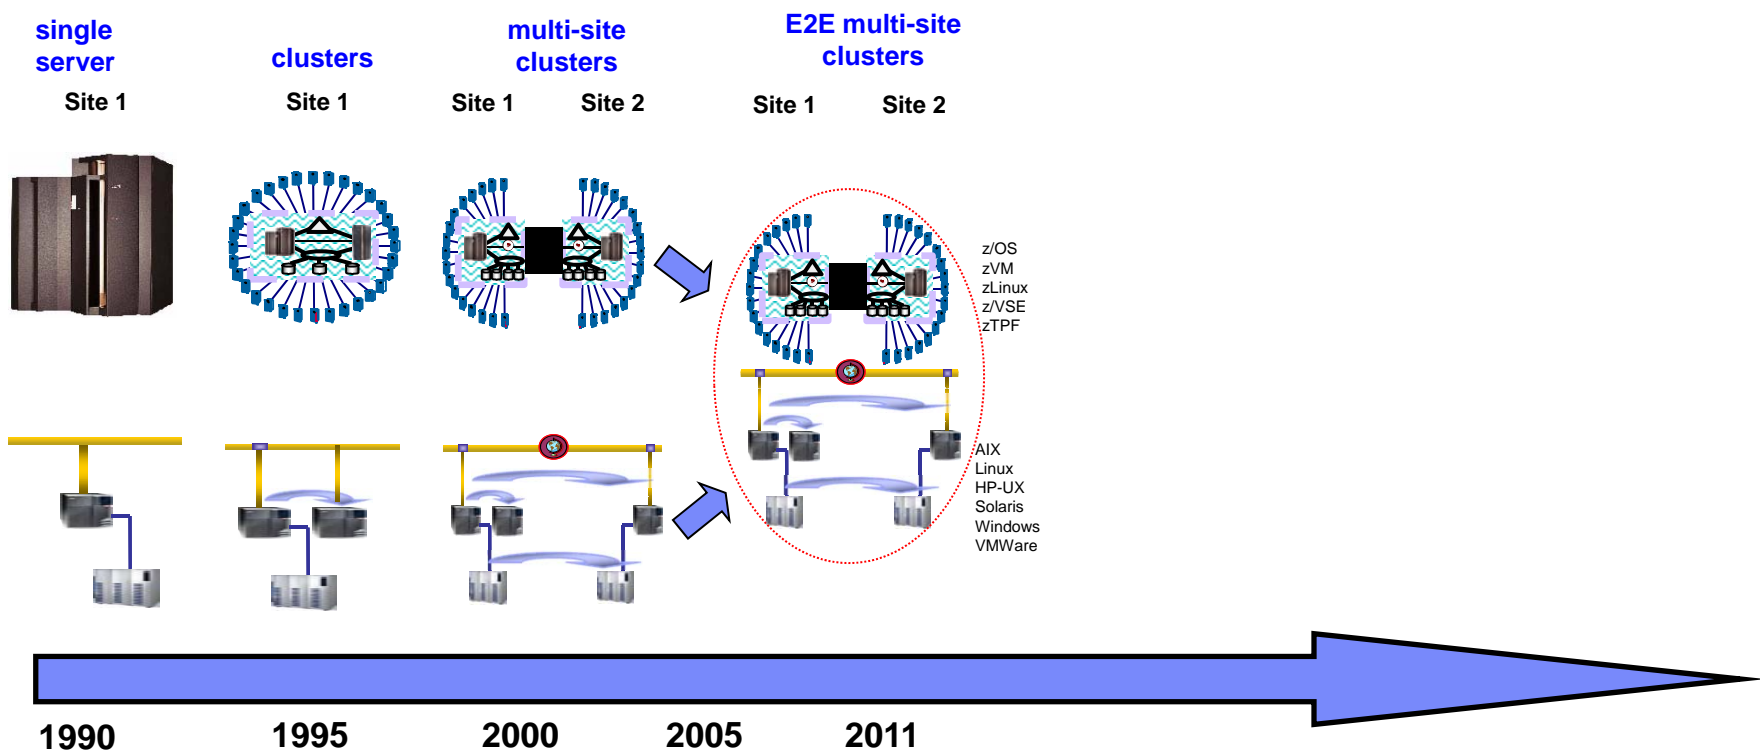 single
server
clusters
multi-site
clusters
E2E multi-site
clusters
Site 1
Site 1
Site 1
Site 2
Site 1
Site 2
z/OS
zVM
zLinux
z/VSE
zTPF
AIX
Linux
HP-UX
Solaris
Windows
VMWare
1990
1995
2000
2005
2011